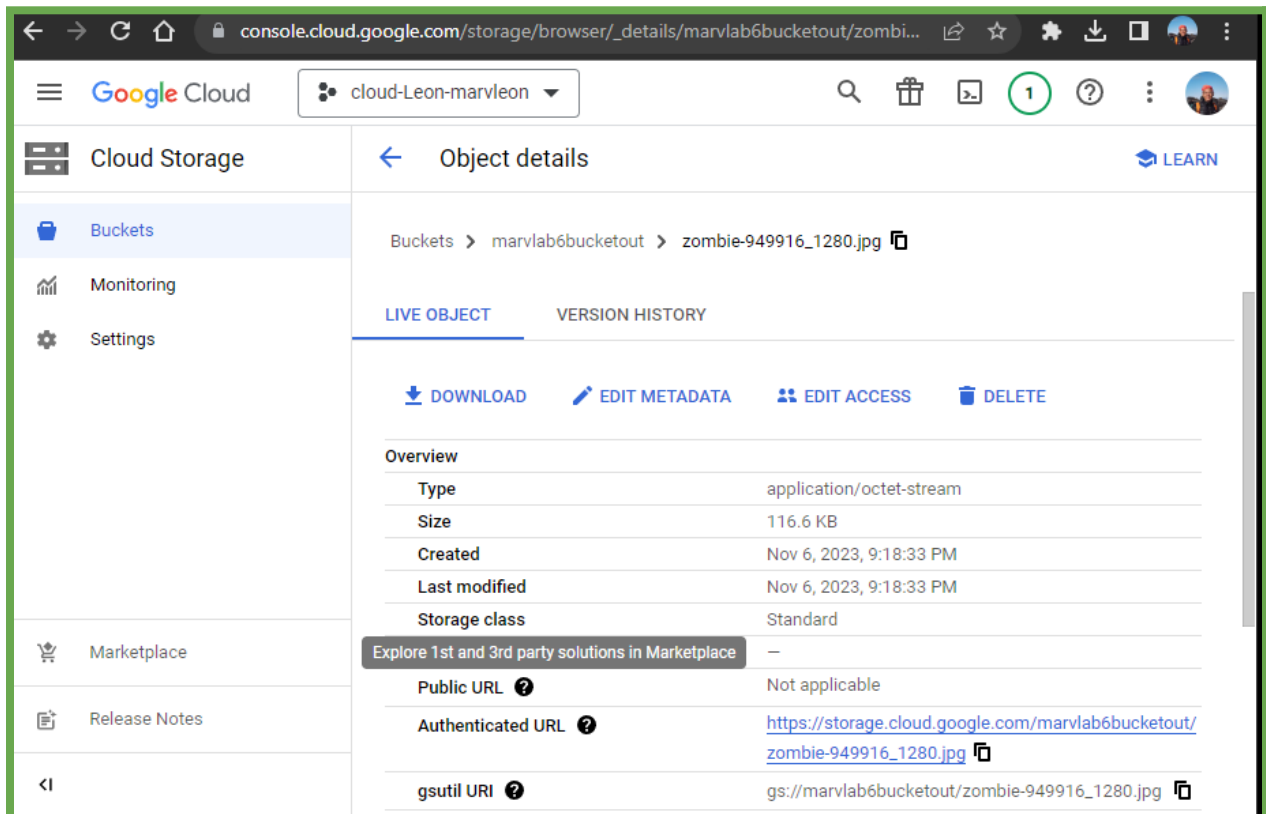 console.cloud.google.com/storage/browser/_details/marvlab6bucketout/zombi...
Google Cloud
cloud-Leon-marvleon
1
Cloud Storage
Object details
LEARN
Buckets
Monitoring
Settings
Marketplace
Release Notes
Buckets > marvlab6bucketout > zombie-949916_1280.jpg
LIVE OBJECT VERSION HISTORY
DOWNLOAD EDIT METADATA EDIT ACCESS DELETE
Overview
Type application/octet-stream
Size 116.6 KB
Created Nov 6, 2023, 9:18:33 PM
Last modified Nov 6, 2023, 9:18:33 PM
Storage class Standard
Explore 1st and 3rd party solutions in Marketplace —
Public URL Not applicable
Authenticated URL https://storage.cloud.google.com/marvlab6bucketout/
zombie-949916_1280.jpg
gsutil URI gs://marvlab6bucketout/zombie-949916_1280.jpg